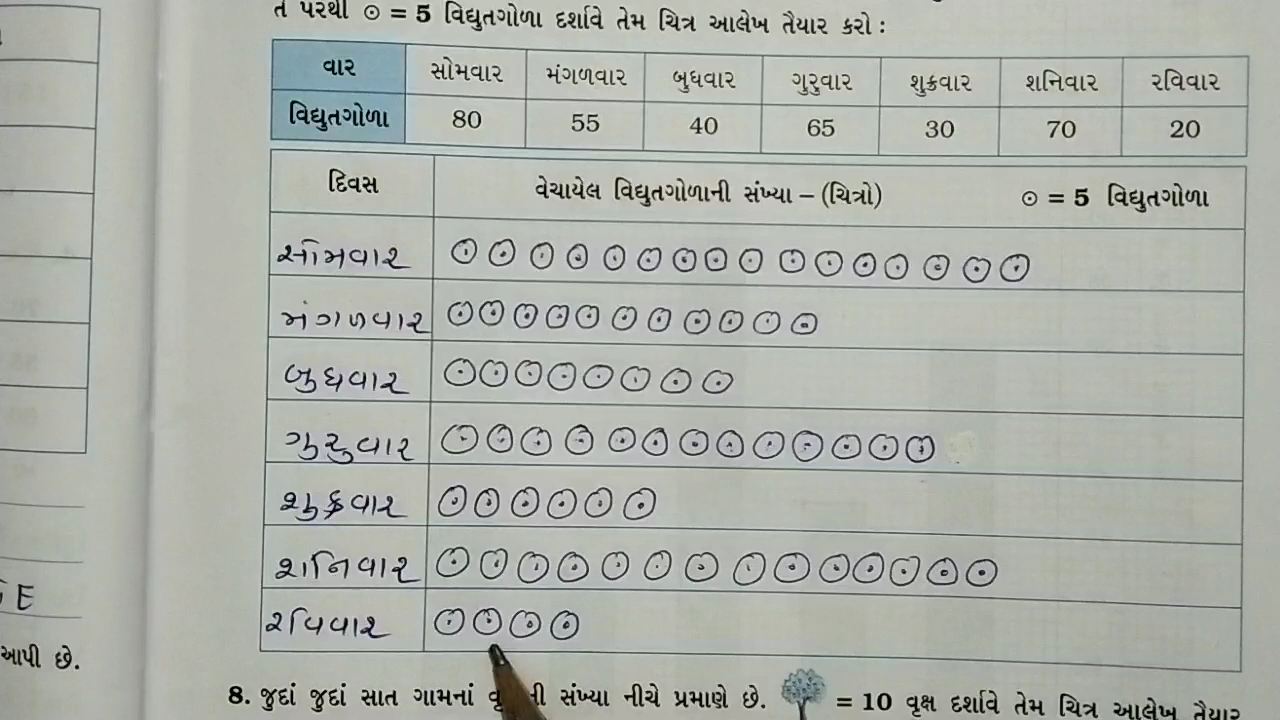 તે પરથી ⊙ = 5 વિદ્યુતગોળા દર્શાવે તેમ ચિત્ર આલેખ તૈયાર કરો :
વાર સોમવાર મંગળવાર બુધવાર ગુરુવાર શુક્રવાર શનિવાર રવિવાર
વિદ્યુતગોળા 80 55 40 65 30 70 20
દિવસ વેચાયેલ વિદ્યુતગોળાની સંખ્યા – (ચિત્રો) ⊙ = 5 વિદ્યુતગોળા
સોમવાર
મંગળવાર
બુધવાર
ગુરુવાર
શુક્રવાર
શનિવાર
રવિવાર
E
આપી છે.
8. જુદાં જુદાં સાત ગામનાં સંખ્યા નીચે પ્રમાણે છે. = 10 વૃક્ષ દર્શાવે તેમ ચિત્ર આલેખ તૈયાર